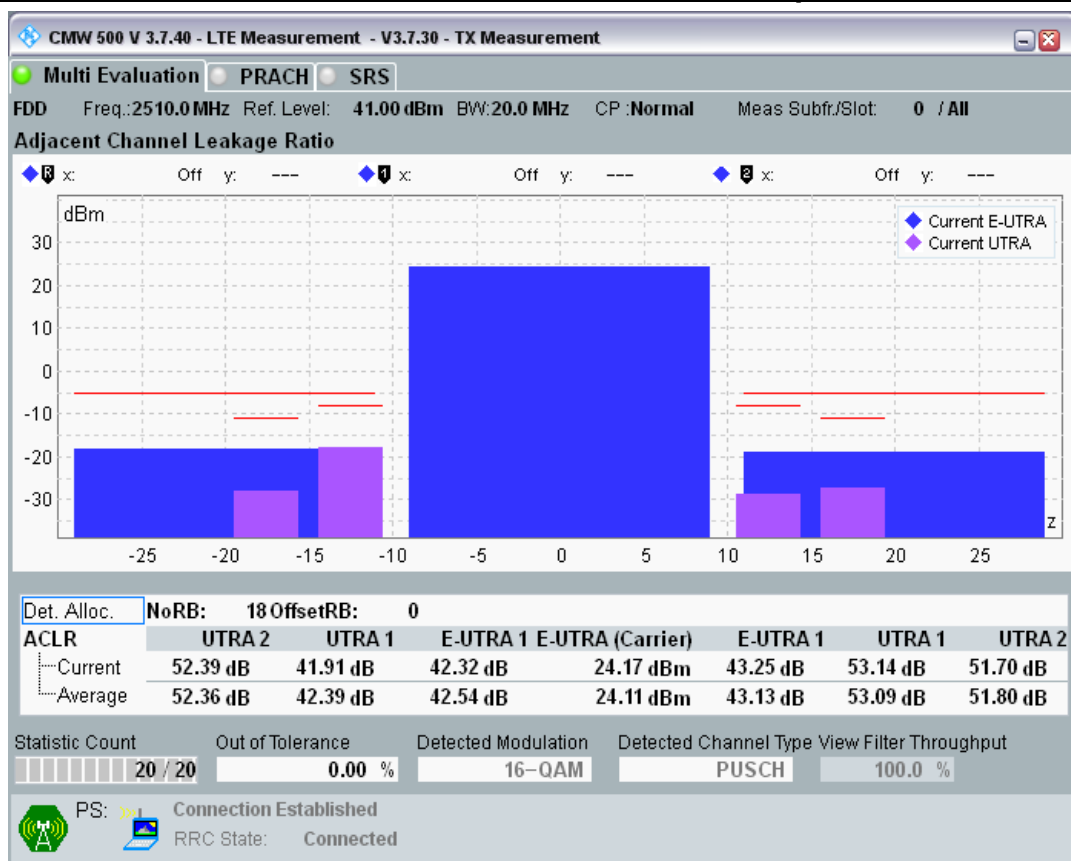 CMW 500 V 3.7.40 - LTE Measurement - V3.7.30 - TX Measurement
Multi Evaluation PRACH SRS
FDD Freq.:2510.0 MHz Ref. Level: 41.00 dBm BW:20.0 MHz CP :Normal Meas Subfr./Slot: 0 / All
Adjacent Channel Leakage Ratio
R x: Off y: --- 1 x: Off y: --- 2 x: Off y: ---
dBm
Current E-UTRA
Current UTRA
30
20
10
0
-10
-20
-30
z
-25 -20 -15 -10 -5 0 5 10 15 20 25
Det. Alloc. NoRB: 18 OffsetRB: 0
ACLR UTRA 2 UTRA 1 E-UTRA 1 E-UTRA (Carrier) E-UTRA 1 UTRA 1 UTRA 2
Current 52.39 dB 41.91 dB 42.32 dB 24.17 dBm 43.25 dB 53.14 dB 51.70 dB
Average 52.36 dB 42.39 dB 42.54 dB 24.11 dBm 43.13 dB 53.09 dB 51.80 dB
Statistic Count Out of Tolerance Detected Modulation Detected Channel Type View Filter Throughput
20 / 20 0.00 % 16-QAM PUSCH 100.0 %
PS: Connection Established
RRC State: Connected